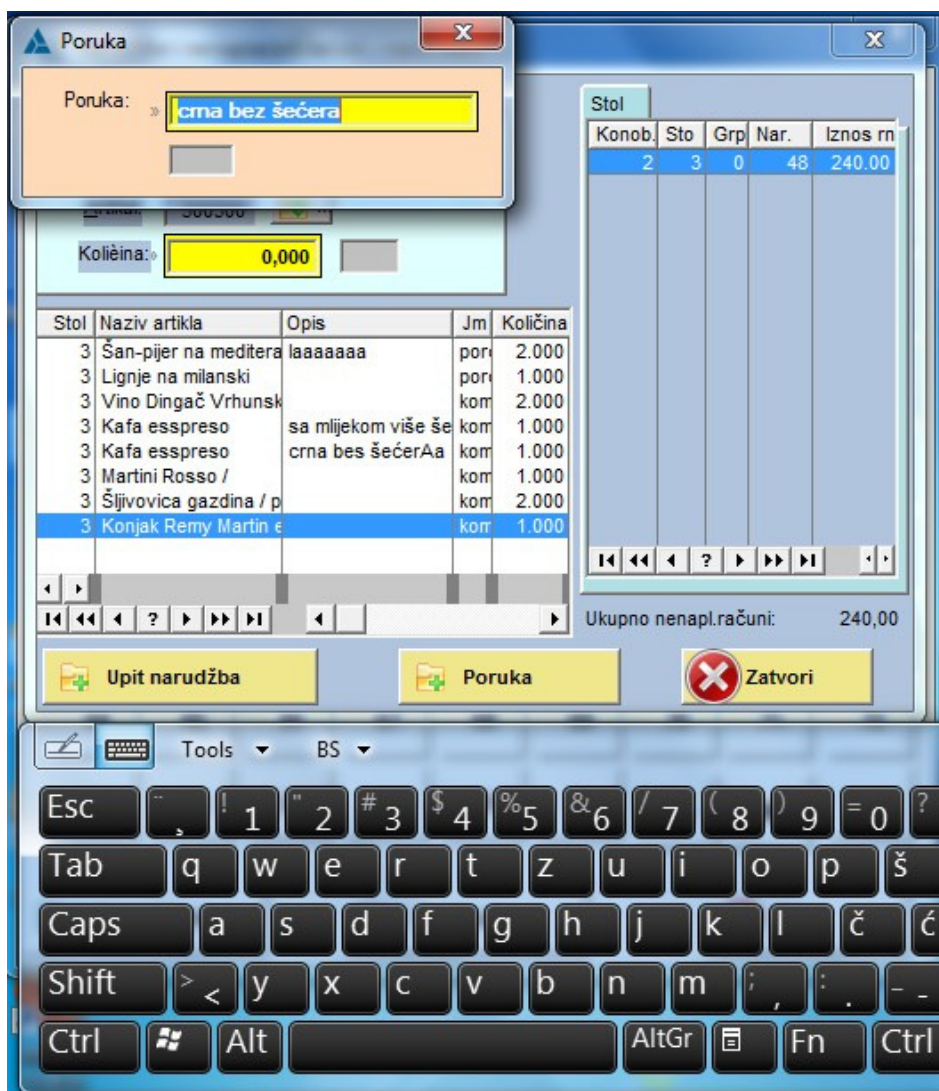 Poruka
Poruka: » crna bez šećera
Stol
Konob. Sto Grp Nar. Iznos rn
2 3 0 48 240.00
Količina:» 0,000
Stol Naziv artikla Opis Jm Količina
3 Šan-pijer na meditera laaaaaaa por 2.000
3 Lignje na milanski por 1.000
3 Vino Dingač Vrhunsk kom 2.000
3 Kafa esspreso sa mlijekom više še kom 1.000
3 Kafa esspreso crna bes šećerAa kom 1.000
3 Martini Rosso / kom 1.000
3 Šljivovica gazdina / p kom 2.000
3 Konjak Remy Martin e kom 1.000
?
?
Ukupno nenapl.računi: 240,00
Upit narudžba Poruka Zatvori
Tools BS
Esc ¨ ¸ ! 1 " 2 # 3 $ 4 % 5 & 6 / 7 ( 8 ) 9 = 0 ?
Tab q w e r t z u i o p š
Caps a s d f g h j k l č ć
Shift > < y x c v b n m ; , : . _ -
Ctrl Alt AltGr Fn Ctrl